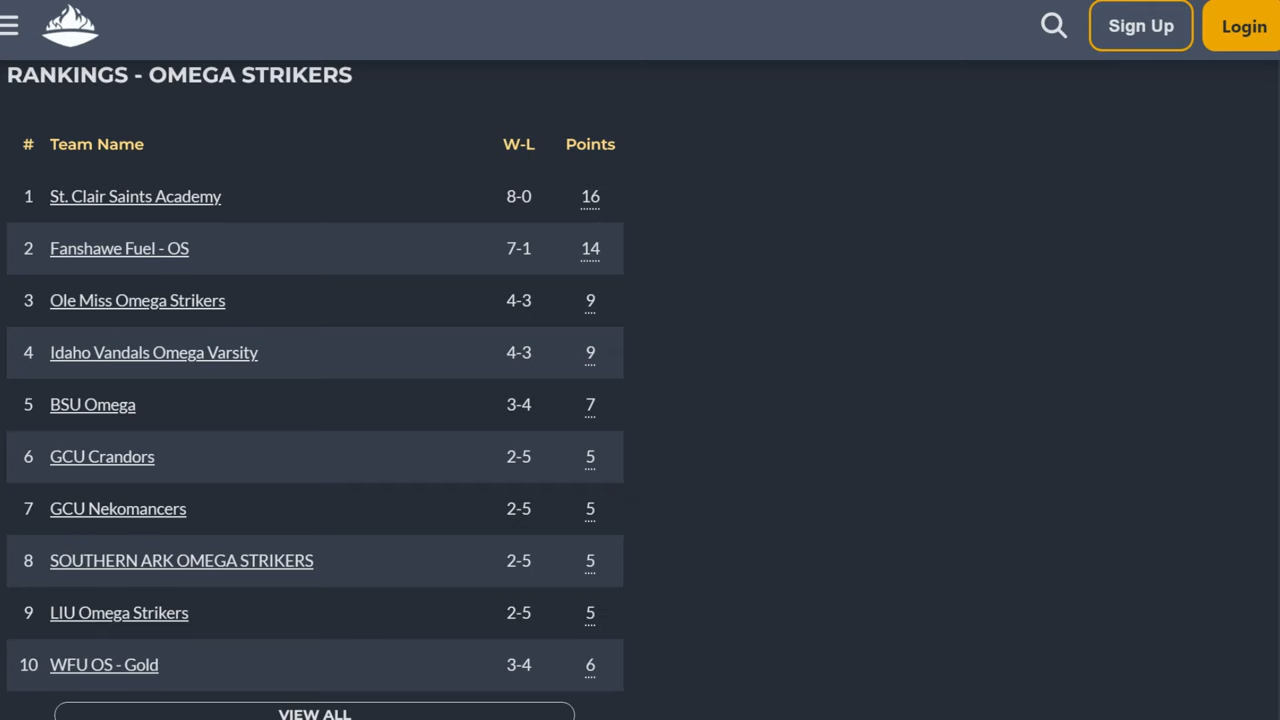 Sign Up Login
RANKINGS - OMEGA STRIKERS
# Team Name W-L Points
1 St. Clair Saints Academy 8-0 16
2 Fanshawe Fuel - OS 7-1 14
3 Ole Miss Omega Strikers 4-3 9
4 Idaho Vandals Omega Varsity 4-3 9
5 BSU Omega 3-4 7
6 GCU Crandors 2-5 5
7 GCU Nekomancers 2-5 5
8 SOUTHERN ARK OMEGA STRIKERS 2-5 5
9 LIU Omega Strikers 2-5 5
10 WFU OS - Gold 3-4 6
VIEW ALL